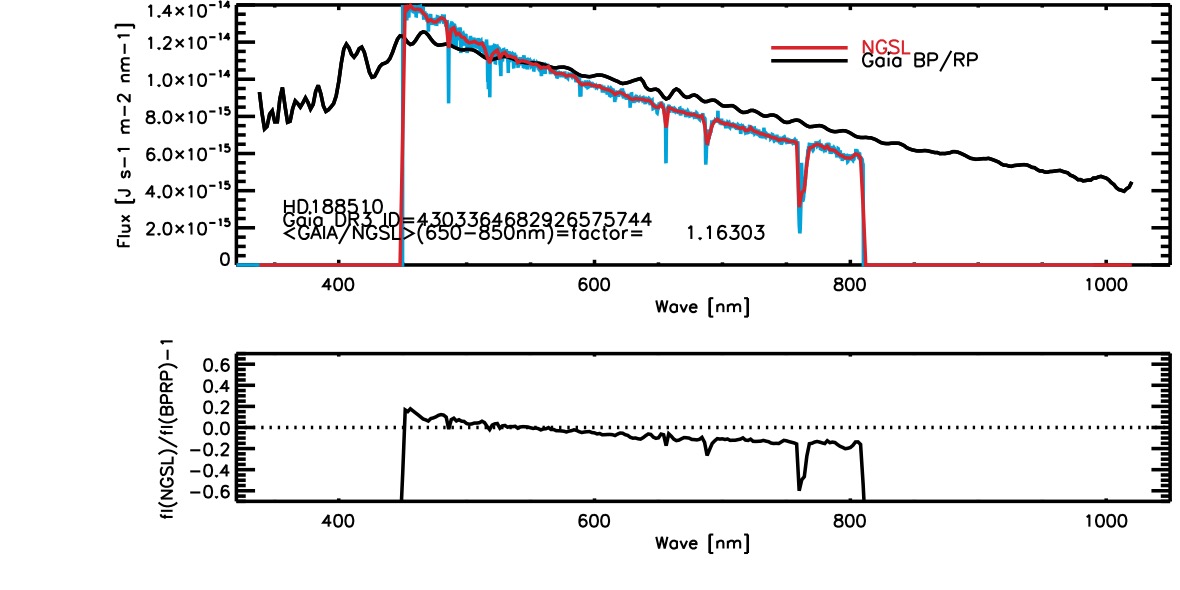 1.4×10⁻¹⁴
1.2×10⁻¹⁴
1.0×10⁻¹⁴
8.0×10⁻¹⁵
6.0×10⁻¹⁵
4.0×10⁻¹⁵
2.0×10⁻¹⁵
0
Flux [J s−1 m−2 nm−1]
NGSL
Gaia BP/RP
HD188510
Gaia DR3 ID=4303364682926575744
<GAIA/NGSL>(650−850nm)=factor= 1.16303
400 600 800 1000
Wave [nm]
fl(NGSL)/fl(BPRP)−1
0.6
0.4
0.2
0.0
−0.2
−0.4
−0.6
400 600 800 1000
Wave [nm]